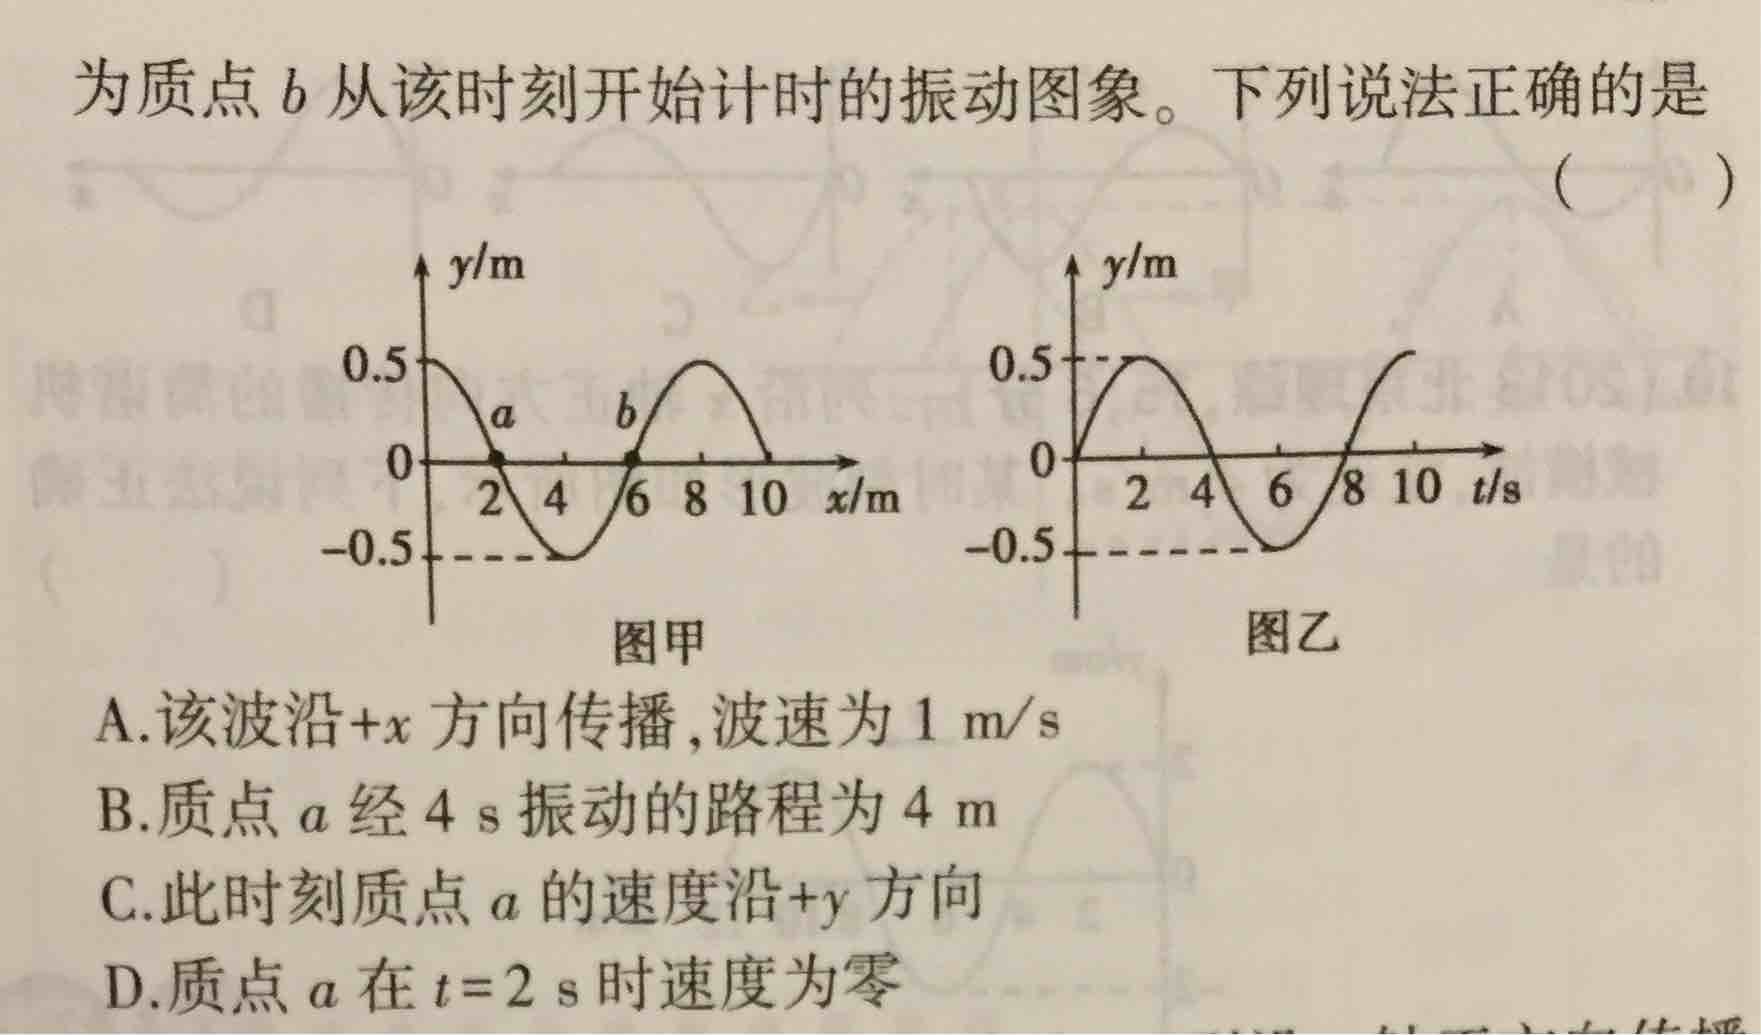 为质点 b 从该时刻开始计时的振动图象。下列说法正确的是
(　　)
y/m
0.5
a
b
0
2 4 6 8 10 x/m
-0.5
图甲
y/m
0.5
0
2 4 6 8 10 t/s
-0.5
图乙
A.该波沿+x 方向传播,波速为 1 m/s
B.质点 a 经 4 s 振动的路程为 4 m
C.此时刻质点 a 的速度沿+y 方向
D.质点 a 在 t=2 s 时速度为零